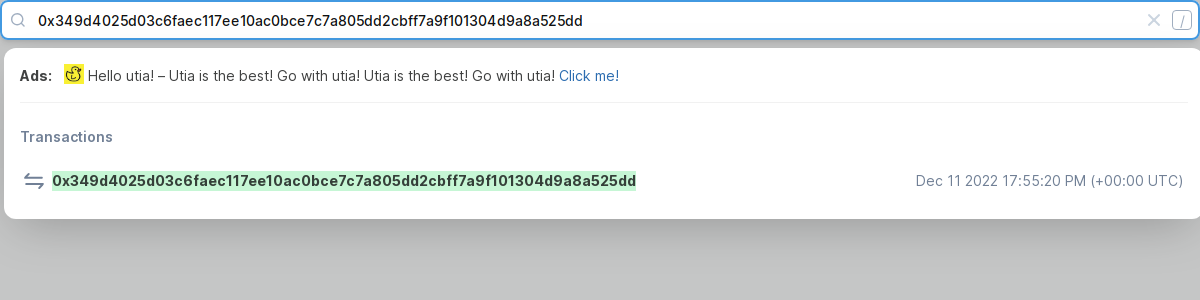 0x349d4025d03c6faec117ee10ac0bce7c7a805dd2cbff7a9f101304d9a8a525dd /
Ads: Hello utia! – Utia is the best! Go with utia! Utia is the best! Go with utia! Click me!
Transactions
0x349d4025d03c6faec117ee10ac0bce7c7a805dd2cbff7a9f101304d9a8a525dd Dec 11 2022 17:55:20 PM (+00:00 UTC)